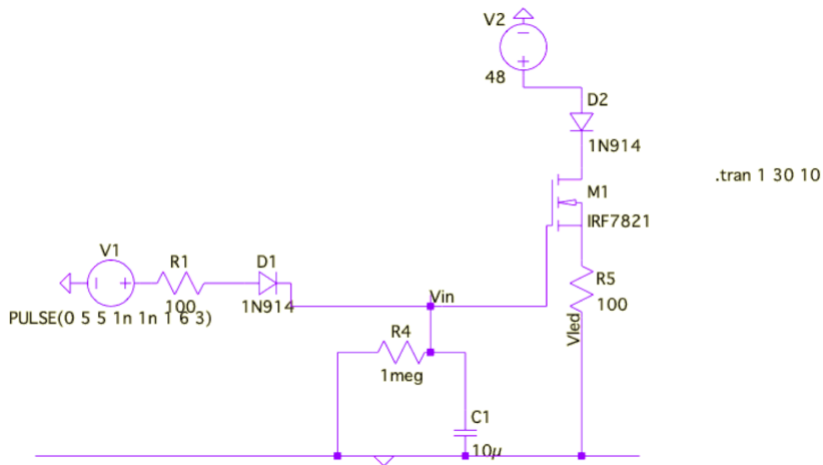 V2
48
D2
1N914
.tran 1 30 10
M1
IRF7821
V1
R1
D1
100
1N914
PULSE(0 5 5 1n 1n 1 6 3)
Vin
R5
100
Vled
R4
1meg
C1
10µ